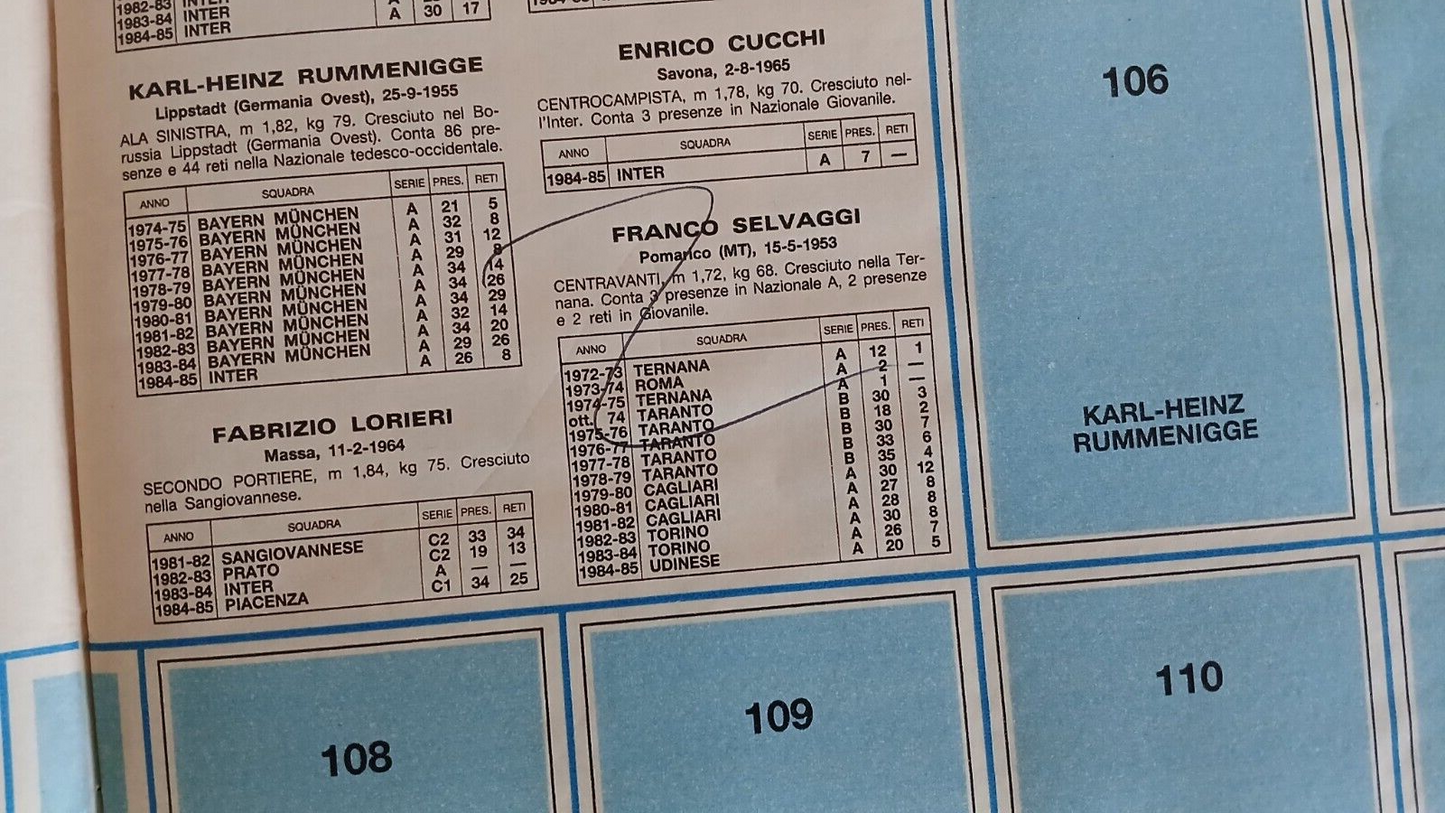 1982-83 INTER
1983-84 INTER A
1984-85 INTER A 30 17
KARL-HEINZ RUMMENIGGE
Lippstadt (Germania Ovest), 25-9-1955
ALA SINISTRA, m 1,82, kg 79. Cresciuto nel Bo-
russia Lippstadt (Germania Ovest). Conta 86 pre-
senze e 44 reti nella Nazionale tedesco-occidentale.
ANNO SQUADRA SERIE PRES. RETI
1974-75 BAYERN MÜNCHEN A 21 5
1975-76 BAYERN MÜNCHEN A 32 8
1976-77 BAYERN MÜNCHEN A 31 12
1977-78 BAYERN MÜNCHEN A 29 8
1978-79 BAYERN MÜNCHEN A 34 14
1979-80 BAYERN MÜNCHEN A 34 26
1980-81 BAYERN MÜNCHEN A 34 29
1981-82 BAYERN MÜNCHEN A 32 14
1982-83 BAYERN MÜNCHEN A 34 20
1983-84 BAYERN MÜNCHEN A 29 26
1984-85 INTER A 26 8
FABRIZIO LORIERI
Massa, 11-2-1964
SECONDO PORTIERE, m 1,84, kg 75. Cresciuto
nella Sangiovannese.
ANNO SQUADRA SERIE PRES. RETI
1981-82 SANGIOVANNESE C2 33 34
1982-83 PRATO C2 19 13
1983-84 INTER A — —
1984-85 PIACENZA C1 34 25
1984-85
ENRICO CUCCHI
Savona, 2-8-1965
CENTROCAMPISTA, m 1,78, kg 70. Cresciuto nel-
l'Inter. Conta 3 presenze in Nazionale Giovanile.
ANNO SQUADRA SERIE PRES. RETI
1984-85 INTER A 7 —
FRANCO SELVAGGI
Pomarico (MT), 15-5-1953
CENTRAVANTI, m 1,72, kg 68. Cresciuto nella Ter-
nana. Conta 3 presenze in Nazionale A, 2 presenze
e 2 reti in Giovanile.
ANNO SQUADRA SERIE PRES. RETI
1972-73 TERNANA A 12 1
1973-74 ROMA A 2 —
1974-75 TERNANA A 1 —
ott. 74 TARANTO B 30 3
1975-76 TARANTO B 18 2
1976-77 TARANTO B 30 7
1977-78 TARANTO B 33 6
1978-79 TARANTO B 35 4
1979-80 CAGLIARI A 30 12
1980-81 CAGLIARI A 27 8
1981-82 CAGLIARI A 28 8
1982-83 TORINO A 30 8
1983-84 TORINO A 26 7
1984-85 UDINESE A 20 5
106
KARL-HEINZ
RUMMENIGGE
108
109
110